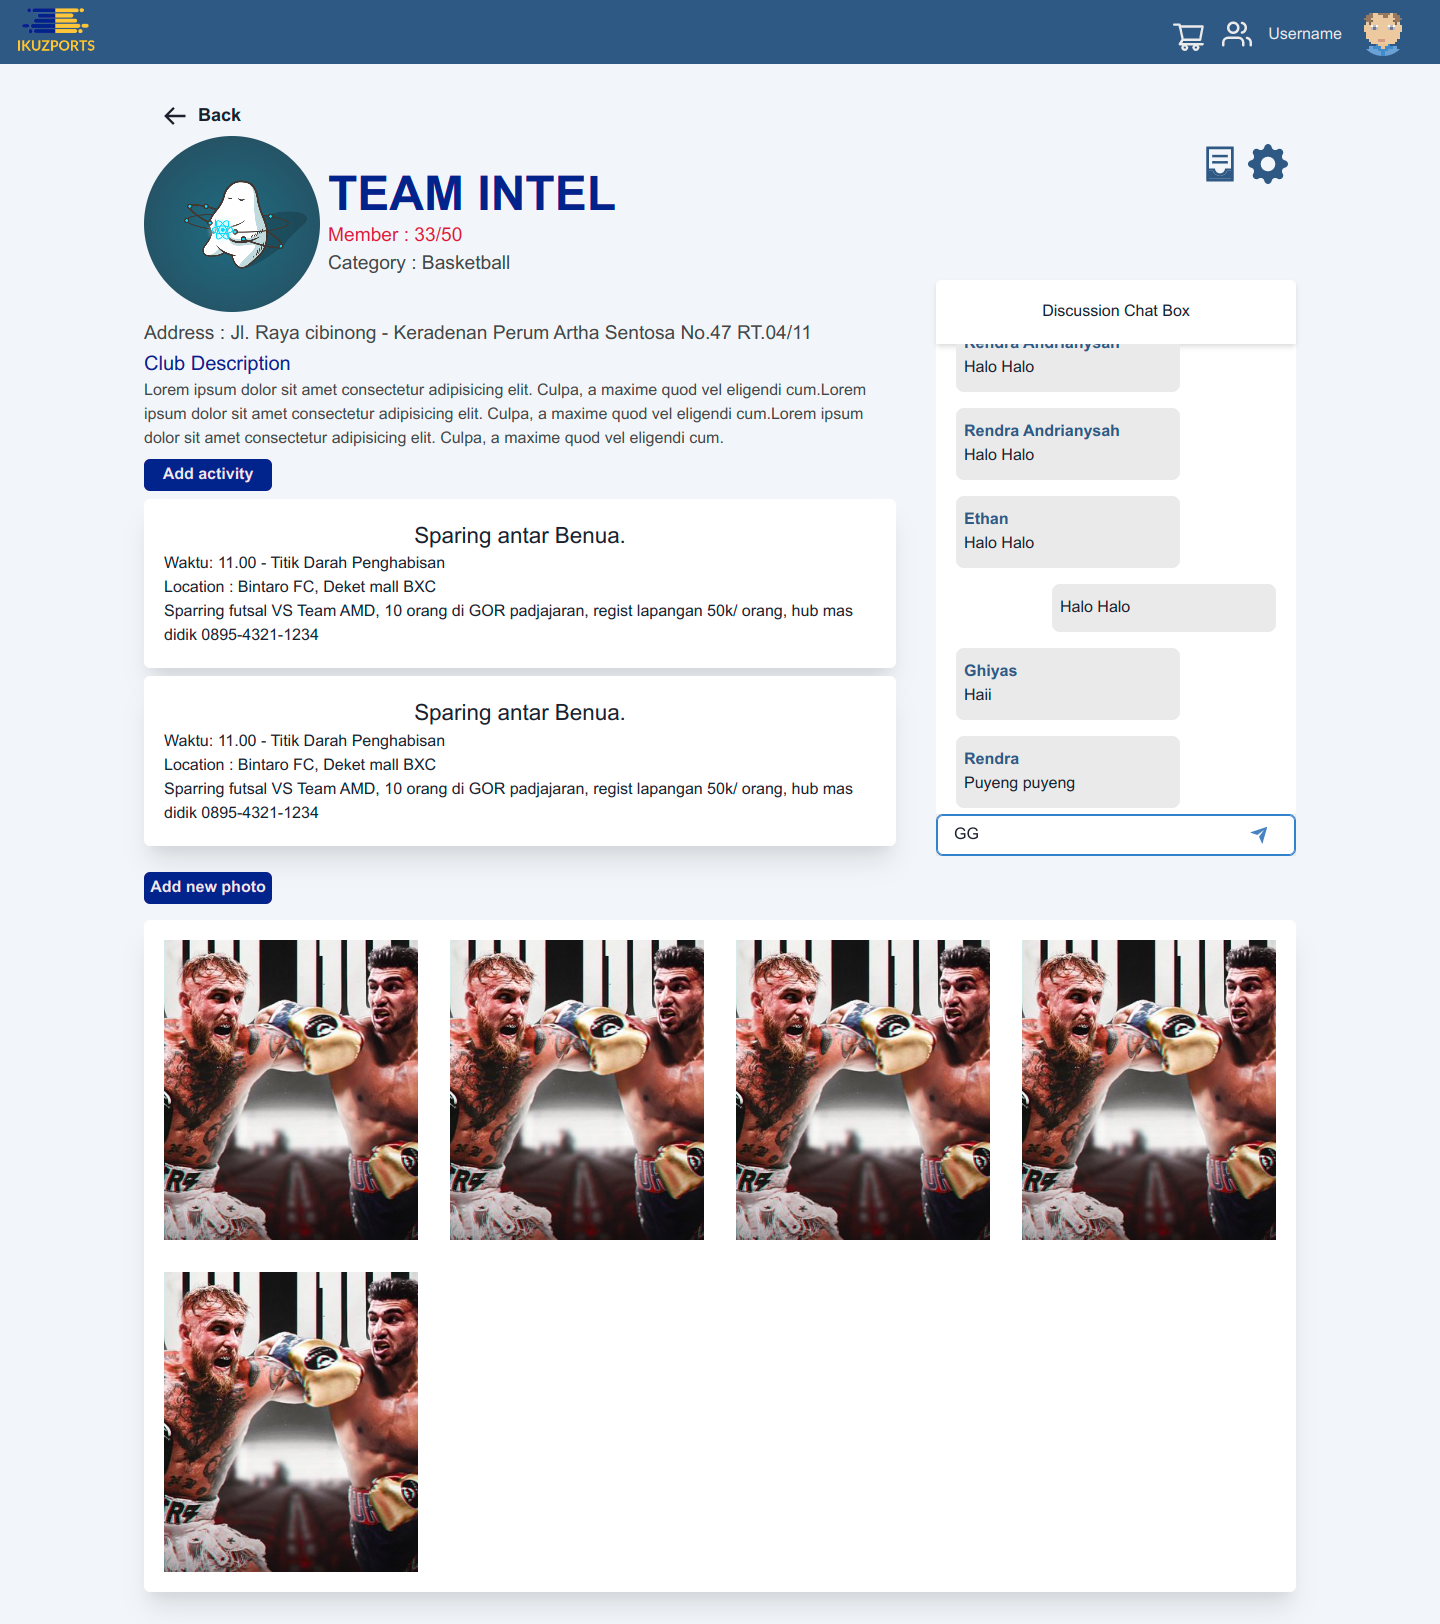 IKUZPORTS
Username
Back
TEAM INTEL
Member : 33/50
Category : Basketball
Address : Jl. Raya cibinong - Keradenan Perum Artha Sentosa No.47 RT.04/11
Club Description
Lorem ipsum dolor sit amet consectetur adipisicing elit. Culpa, a maxime quod vel eligendi cum.Lorem
ipsum dolor sit amet consectetur adipisicing elit. Culpa, a maxime quod vel eligendi cum.Lorem ipsum
dolor sit amet consectetur adipisicing elit. Culpa, a maxime quod vel eligendi cum.
Add activity
Sparing antar Benua.
Waktu: 11.00 - Titik Darah Penghabisan
Location : Bintaro FC, Deket mall BXC
Sparring futsal VS Team AMD, 10 orang di GOR padjajaran, regist lapangan 50k/ orang, hub mas
didik 0895-4321-1234
Sparing antar Benua.
Waktu: 11.00 - Titik Darah Penghabisan
Location : Bintaro FC, Deket mall BXC
Sparring futsal VS Team AMD, 10 orang di GOR padjajaran, regist lapangan 50k/ orang, hub mas
didik 0895-4321-1234
Discussion Chat Box
Rendra Andrianysah
Halo Halo
Rendra Andrianysah
Halo Halo
Ethan
Halo Halo
Halo Halo
Ghiyas
Haii
Rendra
Puyeng puyeng
GG
Add new photo